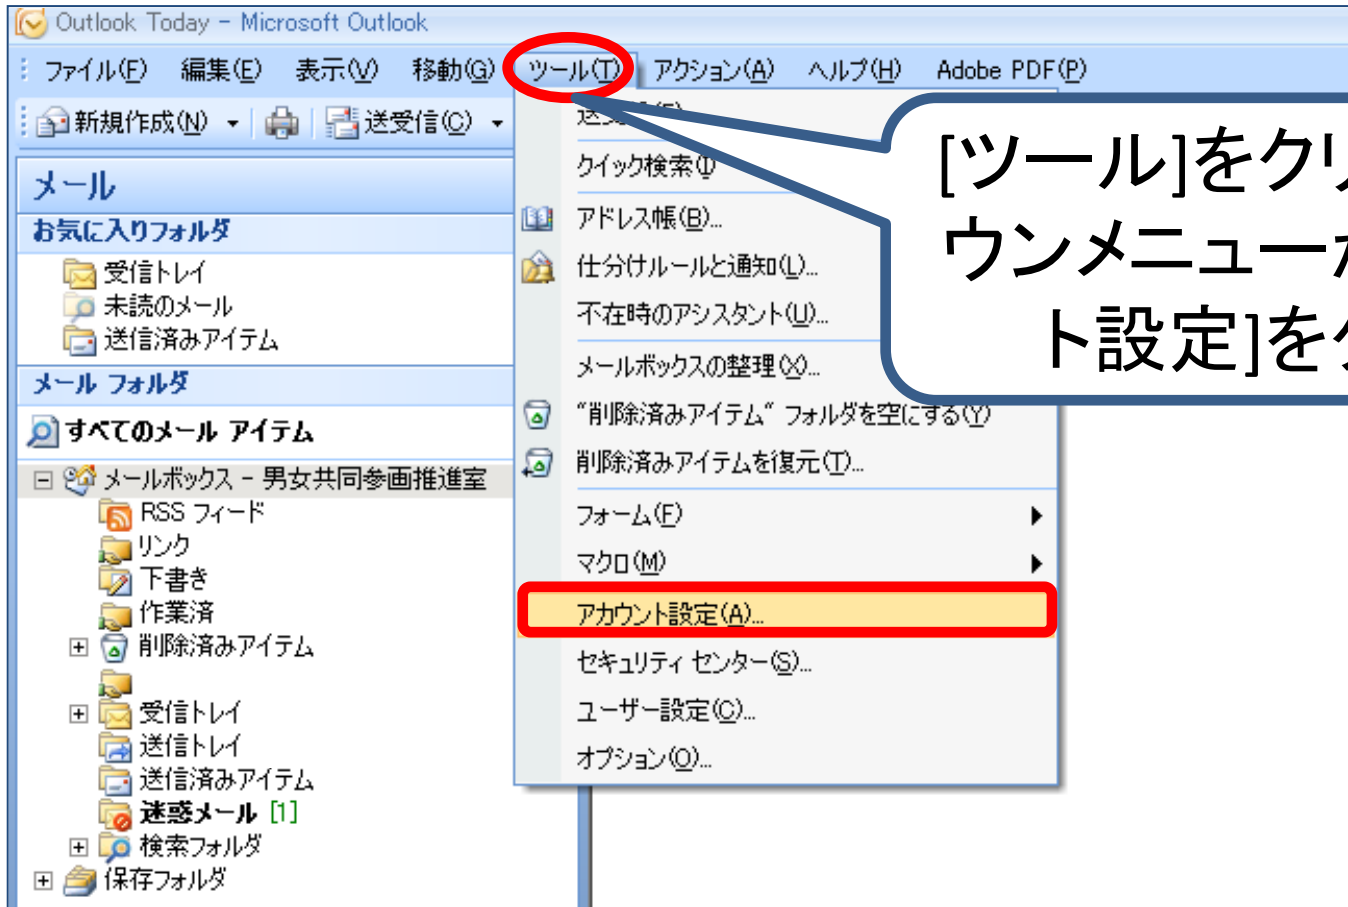 Outlook Today - Microsoft Outlook
ファイル(F) 編集(E) 表示(V) 移動(G) ツール(T) アクション(A) ヘルプ(H) Adobe PDF(P)
新規作成(N) 送受信(C)
メール
お気に入りフォルダ
受信トレイ
未読のメール
送信済みアイテム
メール フォルダ
すべてのメール アイテム
メールボックス - 男女共同参画推進室
RSS フィード
リンク
下書き
作業済
削除済みアイテム
受信トレイ
送信トレイ
送信済みアイテム
迷惑メール [1]
検索フォルダ
保存フォルダ
クイック検索(I)
アドレス帳(B)...
仕分けルールと通知(L)...
不在時のアシスタント(U)...
メールボックスの整理(X)...
“削除済みアイテム“ フォルダを空にする(Y)
削除済みアイテムを復元(T)...
フォーム(F)
マクロ(M)
アカウント設定(A)...
セキュリティ センター(S)...
ユーザー設定(C)...
オプション(O)...
[ツール]をクリ
ウンメニュー
ト設定]を